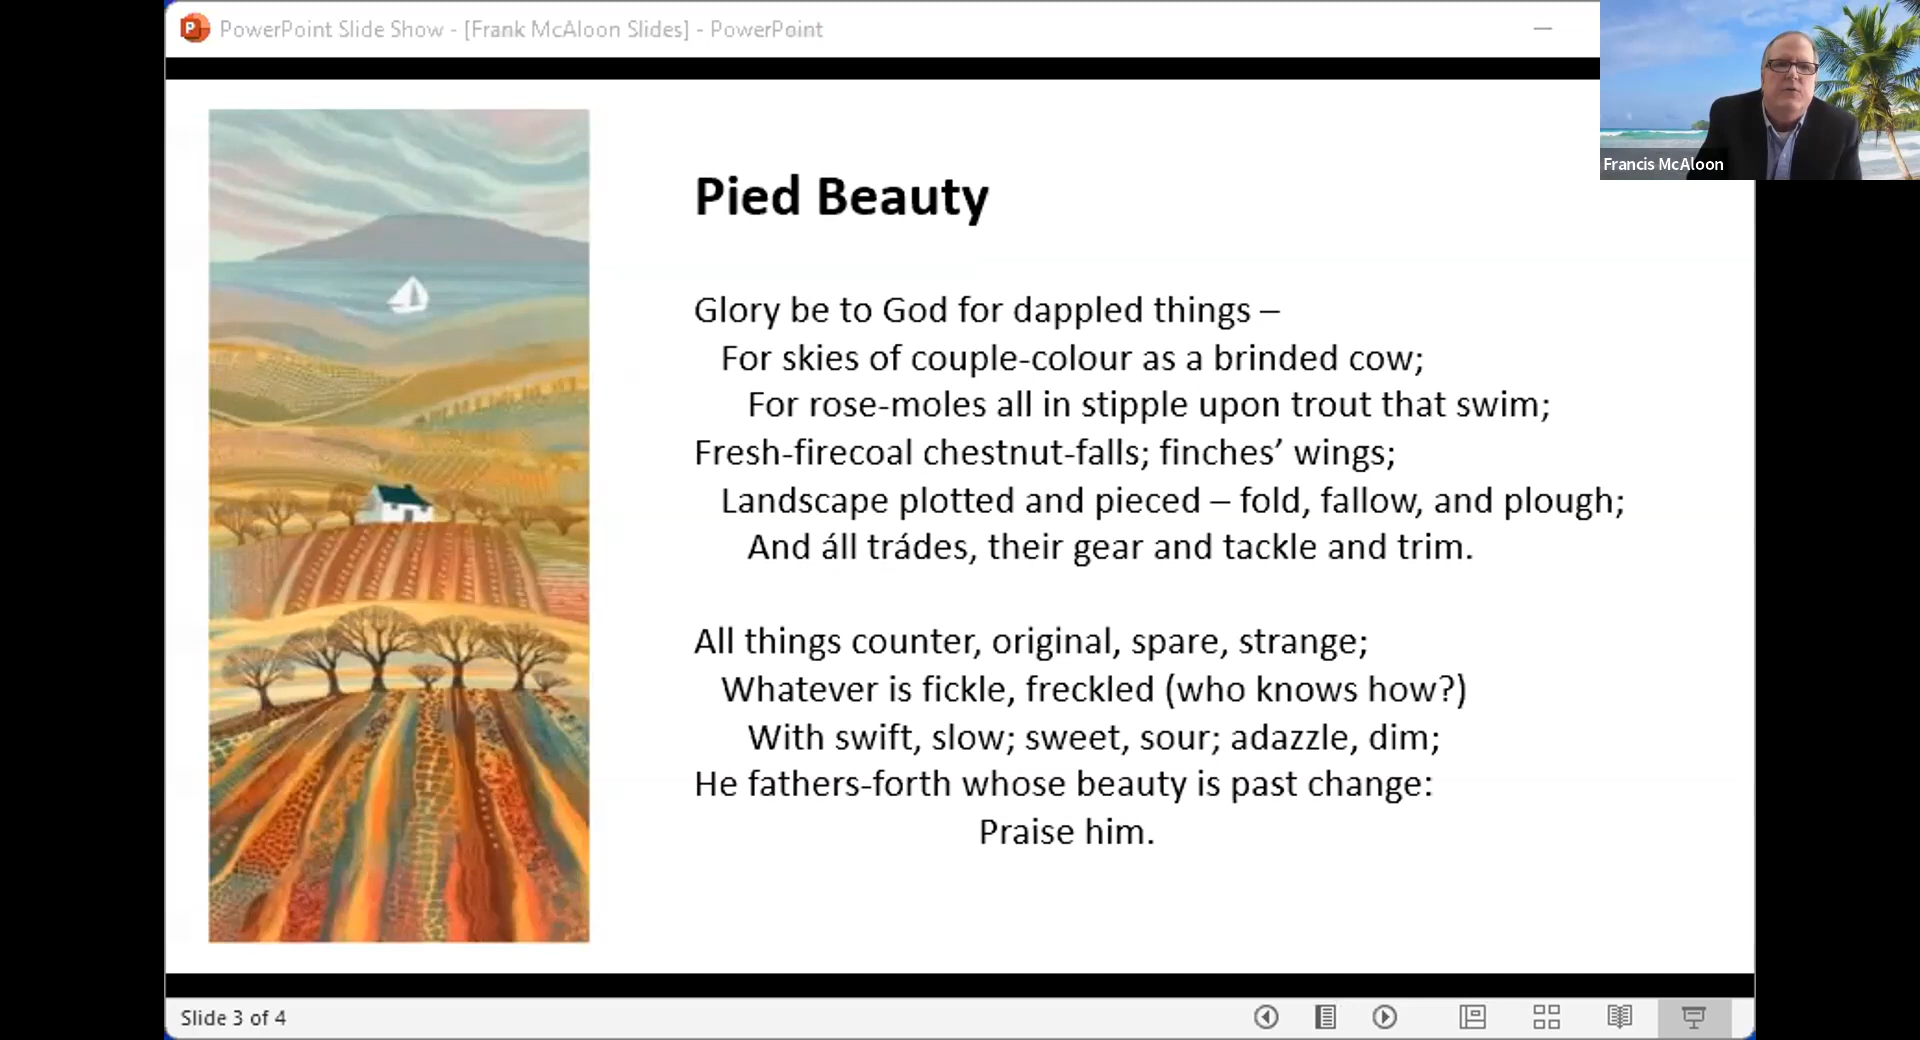 PowerPoint Slide Show - [Frank McAloon Slides] - PowerPoint
Francis McAloon
Pied Beauty
Glory be to God for dappled things –
For skies of couple-colour as a brinded cow;
For rose-moles all in stipple upon trout that swim;
Fresh-firecoal chestnut-falls; finches’ wings;
Landscape plotted and pieced – fold, fallow, and plough;
And áll trádes, their gear and tackle and trim.
All things counter, original, spare, strange;
Whatever is fickle, freckled (who knows how?)
With swift, slow; sweet, sour; adazzle, dim;
He fathers-forth whose beauty is past change:
Praise him.
Slide 3 of 4